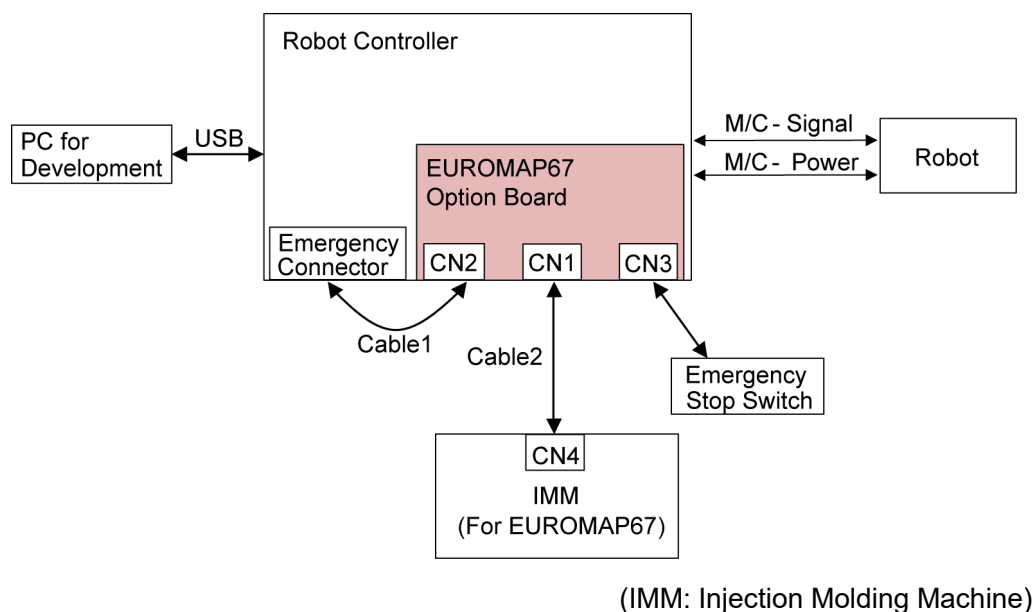 Robot Controller
PC for
Development
USB
EUROMAP67
Option Board
M/C - Signal
M/C - Power
Robot
Emergency
Connector
CN2
CN1
CN3
Cable1
Cable2
Emergency
Stop Switch
CN4
IMM
(For EUROMAP67)
(IMM: Injection Molding Machine)